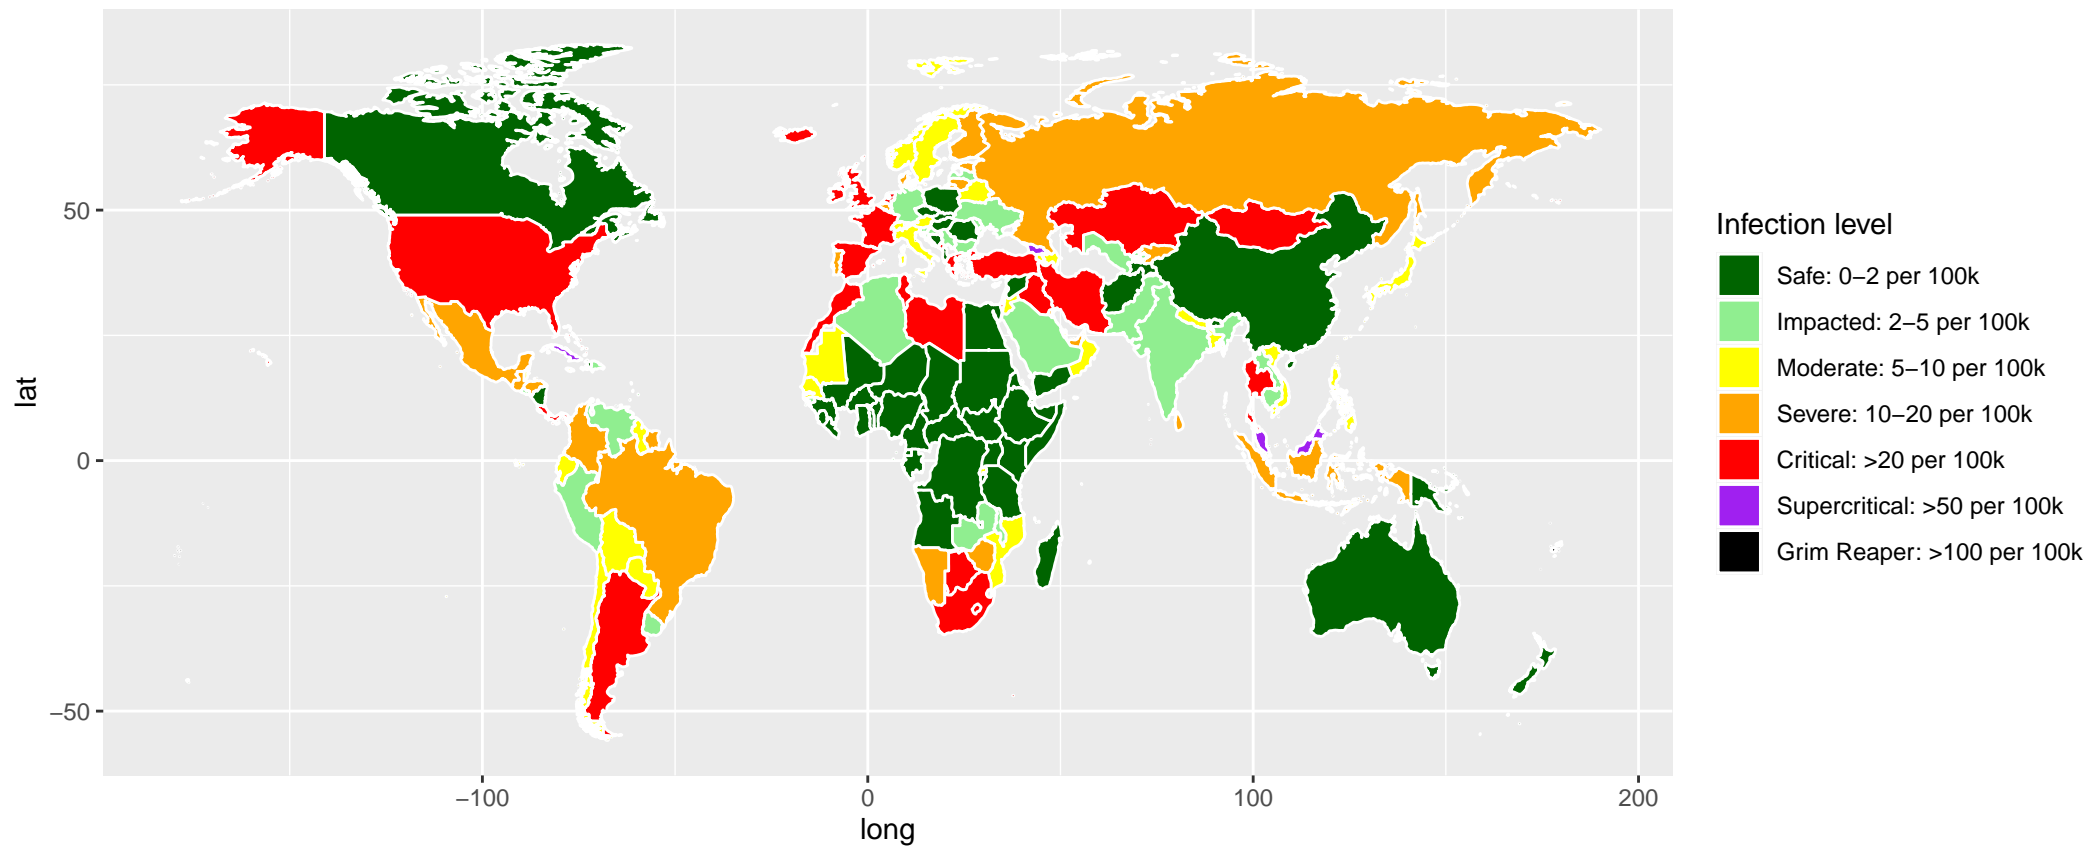 Infection level
Safe: 0–2 per 100k
Impacted: 2–5 per 100k
Moderate: 5–10 per 100k
Severe: 10–20 per 100k
Critical: >20 per 100k
Supercritical: >50 per 100k
Grim Reaper: >100 per 100k
50
0
−50
lat
−100
0
100
200
long